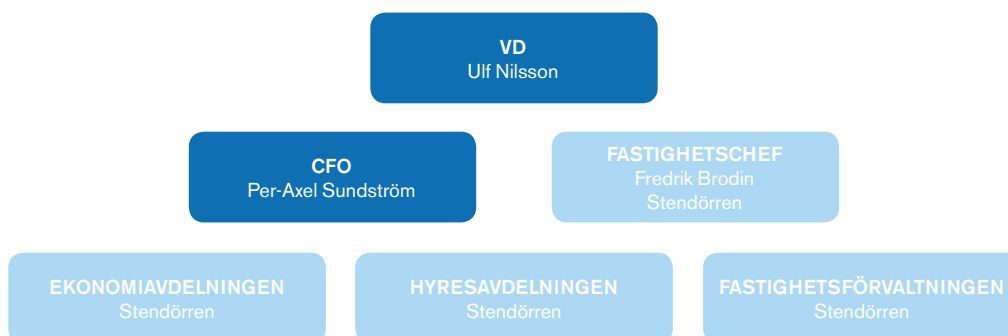 VD
Ulf Nilsson
CFO
Per-Axel Sundström
FASTIGHETSCHEF
Fredrik Brodin
Stendörren
EKONOMIAVDELNINGEN
Stendörren
HYRESAVDELNINGEN
Stendörren
FASTIGHETSFÖRVALTNINGEN
Stendörren